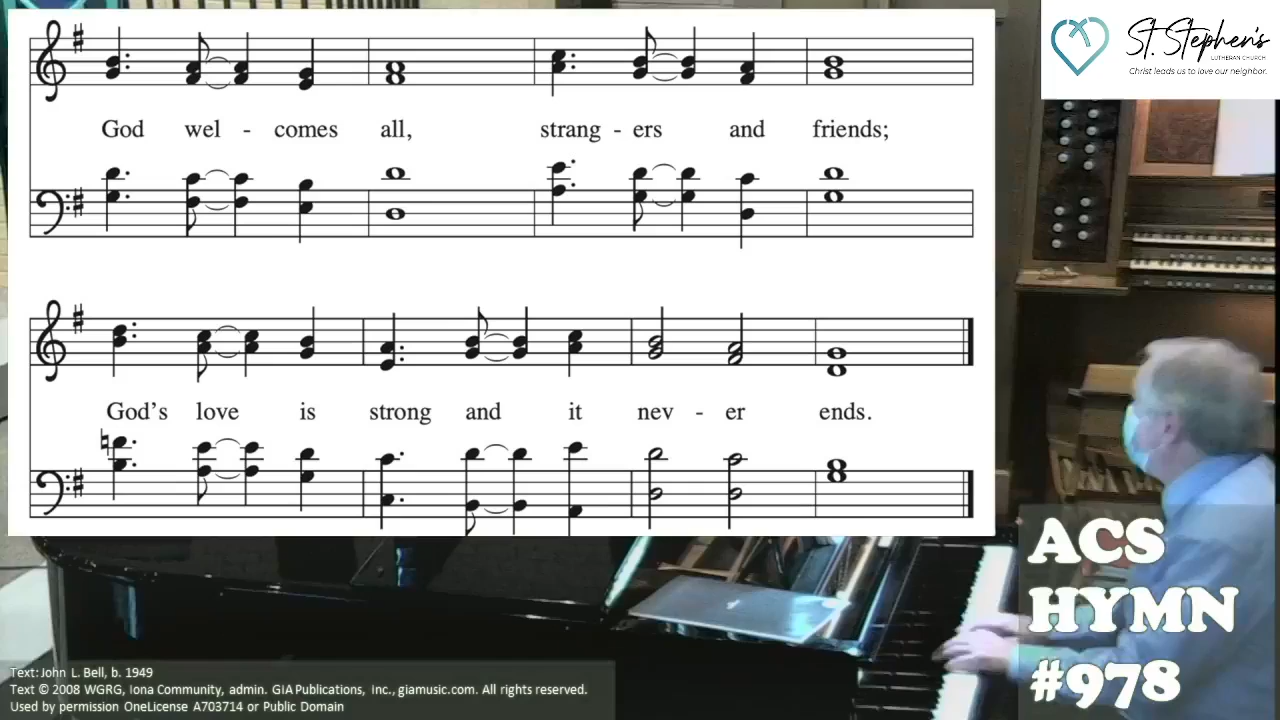 God wel - comes all, strang - ers and friends;
God's love is strong and it nev - er ends.
St. Stephen's
LUTHERAN CHURCH
Christ leads us to love our neighbor.
ACS
HYMN
#978
Text: John L. Bell, b. 1949
Text © 2008 WGRG, Iona Community, admin. GIA Publications, Inc., giamusic.com. All rights reserved.
Used by permission OneLicense A703714 or Public Domain